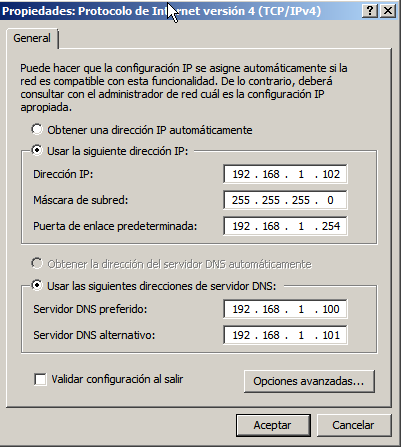 Propiedades: Protocolo de Internet versión 4 (TCP/IPv4)
General
Puede hacer que la configuración IP se asigne automáticamente si la
red es compatible con esta funcionalidad. De lo contrario, deberá
consultar con el administrador de red cuál es la configuración IP
apropiada.
Obtener una dirección IP automáticamente
Usar la siguiente dirección IP:
Dirección IP: 192 . 168 . 1 . 102
Máscara de subred: 255 . 255 . 255 . 0
Puerta de enlace predeterminada: 192 . 168 . 1 . 254
Obtener la dirección del servidor DNS automáticamente
Usar las siguientes direcciones de servidor DNS:
Servidor DNS preferido: 192 . 168 . 1 . 100
Servidor DNS alternativo: 192 . 168 . 1 . 101
Validar configuración al salir
Opciones avanzadas...
Aceptar Cancelar